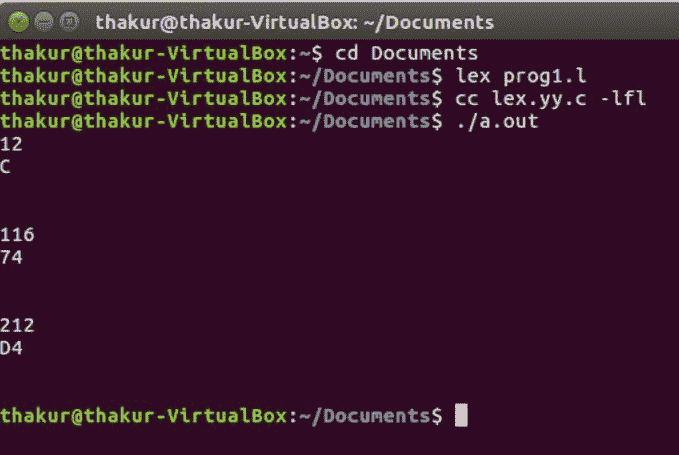 thakur@thakur-VirtualBox: ~/Documents
thakur@thakur-VirtualBox:~$ cd Documents
thakur@thakur-VirtualBox:~/Documents$ lex prog1.l
thakur@thakur-VirtualBox:~/Documents$ cc lex.yy.c -lfl
thakur@thakur-VirtualBox:~/Documents$ ./a.out
12
C
116
74
212
D4
thakur@thakur-VirtualBox:~/Documents$